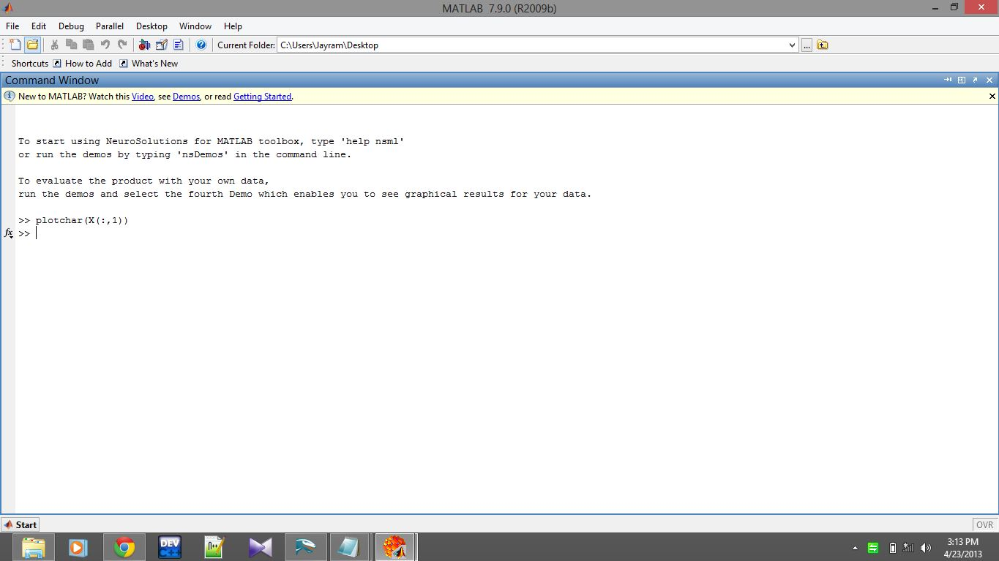 MATLAB 7.9.0 (R2009b)
File Edit Debug Parallel Desktop Window Help
Current Folder: C:\Users\Jayram\Desktop ...
Shortcuts How to Add What's New
Command Window
New to MATLAB? Watch this Video, see Demos, or read Getting Started.
To start using NeuroSolutions for MATLAB toolbox, type 'help nsml'
or run the demos by typing 'nsDemos' in the command line.
To evaluate the product with your own data,
run the demos and select the fourth Demo which enables you to see graphical results for your data.
>> plotchar(X(:,1))
fx >>
Start OVR
DEV C++ n++
3:13 PM
4/23/2013